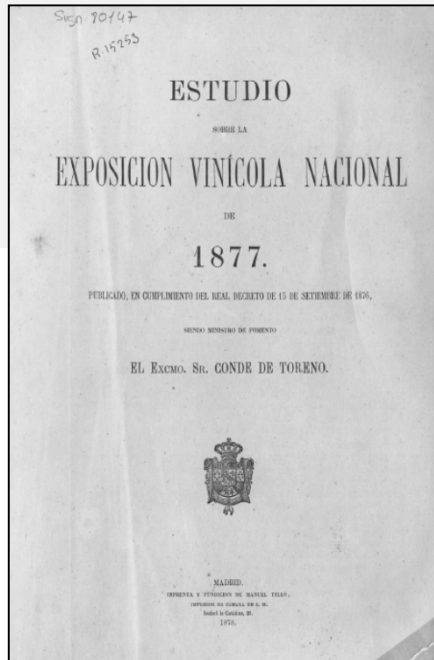 Sign. 90147
R-15253
ESTUDIO
SOBRE LA
EXPOSICION VINÍCOLA NACIONAL
DE
1877.
PUBLICADO, EN CUMPLIMIENTO DEL REAL DECRETO DE 15 DE SETIEMBRE DE 1876,
SIENDO MINISTRO DE FOMENTO
EL EXCMO. SR. CONDE DE TORENO.
MADRID.
IMPRENTA Y FUNDICION DE MANUEL TELLO,
IMPRESOR DE CÁMARA DE S. M.
Isabel la Católica, 23.